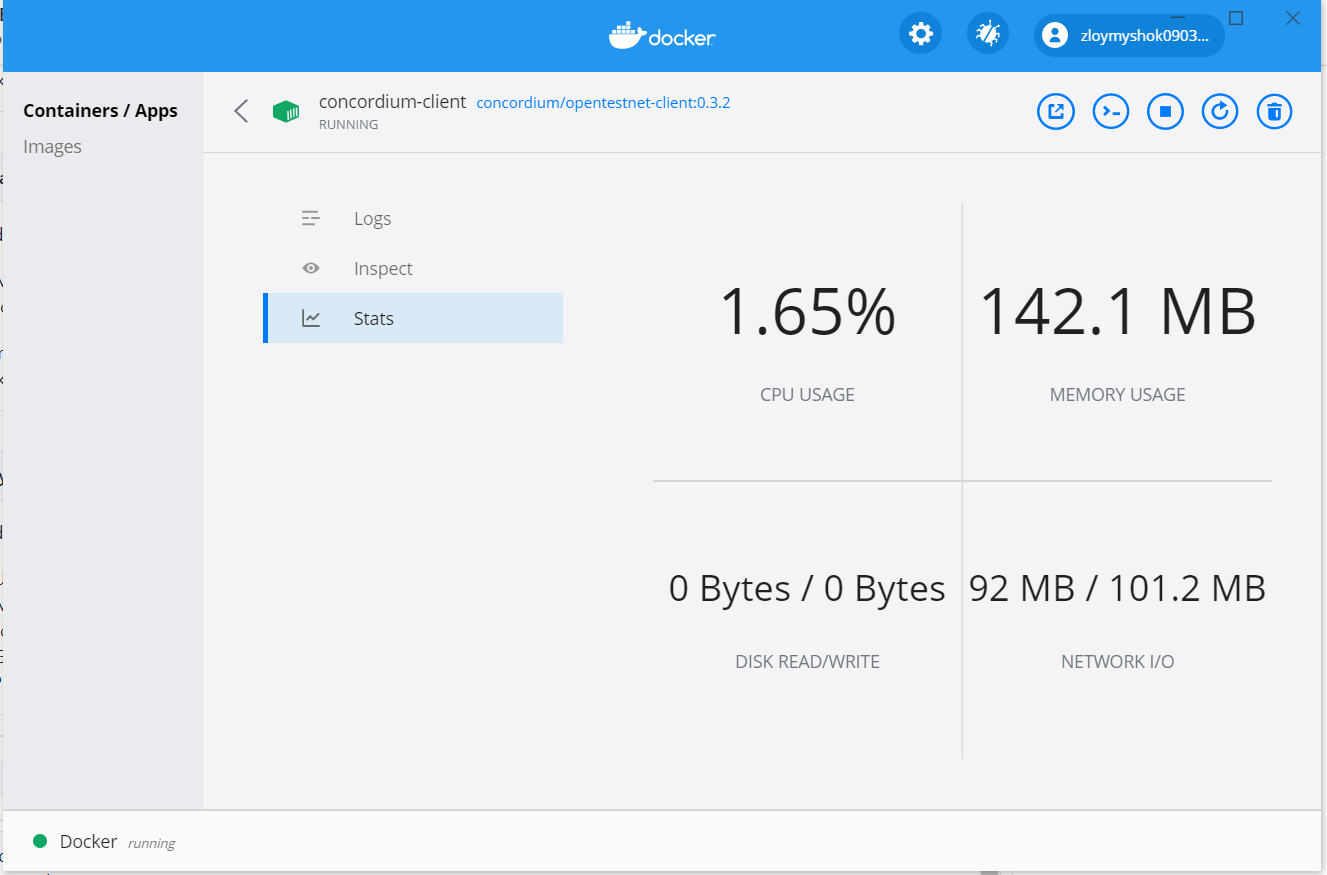 docker
zloymyshok0903...
Containers / Apps
Images
concordium-client concordium/opentestnet-client:0.3.2
RUNNING
Logs
Inspect
Stats
1.65%
CPU USAGE
142.1 MB
MEMORY USAGE
0 Bytes / 0 Bytes
DISK READ/WRITE
92 MB / 101.2 MB
NETWORK I/O
Docker running